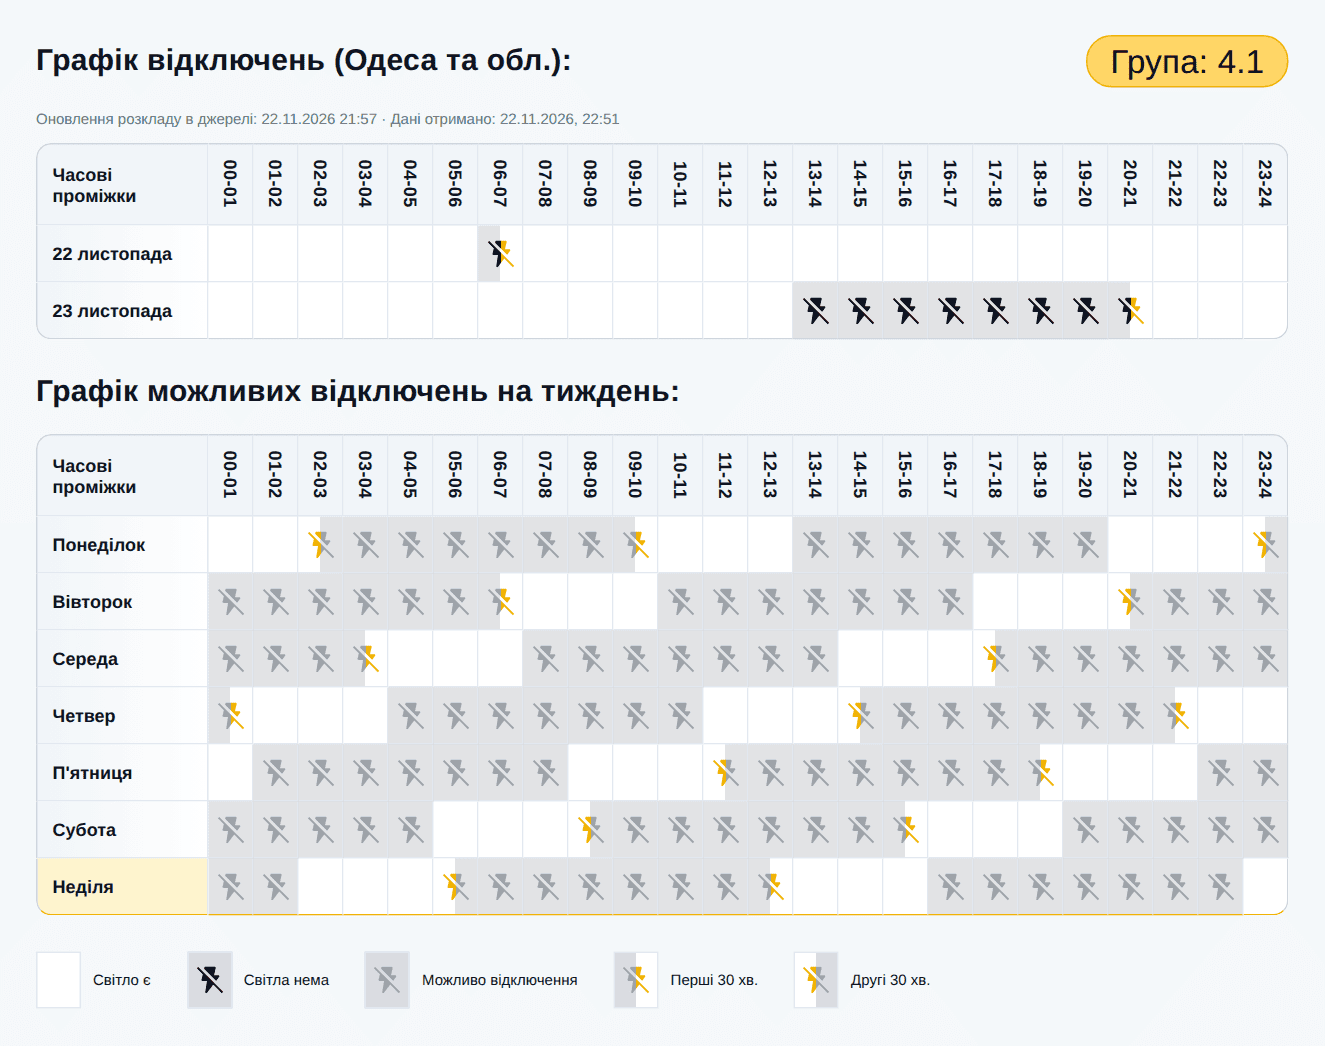 Графік відключень (Одеса та обл.):
Група: 4.1
Оновлення розкладу в джерелі: 22.11.2026 21:57 · Дані отримано: 22.11.2026, 22:51
Часові проміжки 00-01 01-02 02-03 03-04 04-05 05-06 06-07 07-08 08-09 09-10 10-11 11-12 12-13 13-14 14-15 15-16 16-17 17-18 18-19 19-20 20-21 21-22 22-23 23-24
22 листопада
23 листопада
Графік можливих відключень на тиждень:
Часові проміжки 00-01 01-02 02-03 03-04 04-05 05-06 06-07 07-08 08-09 09-10 10-11 11-12 12-13 13-14 14-15 15-16 16-17 17-18 18-19 19-20 20-21 21-22 22-23 23-24
Понеділок
Вівторок
Середа
Четвер
П'ятниця
Субота
Неділя
Світло є Світла нема Можливо відключення Перші 30 хв. Другі 30 хв.